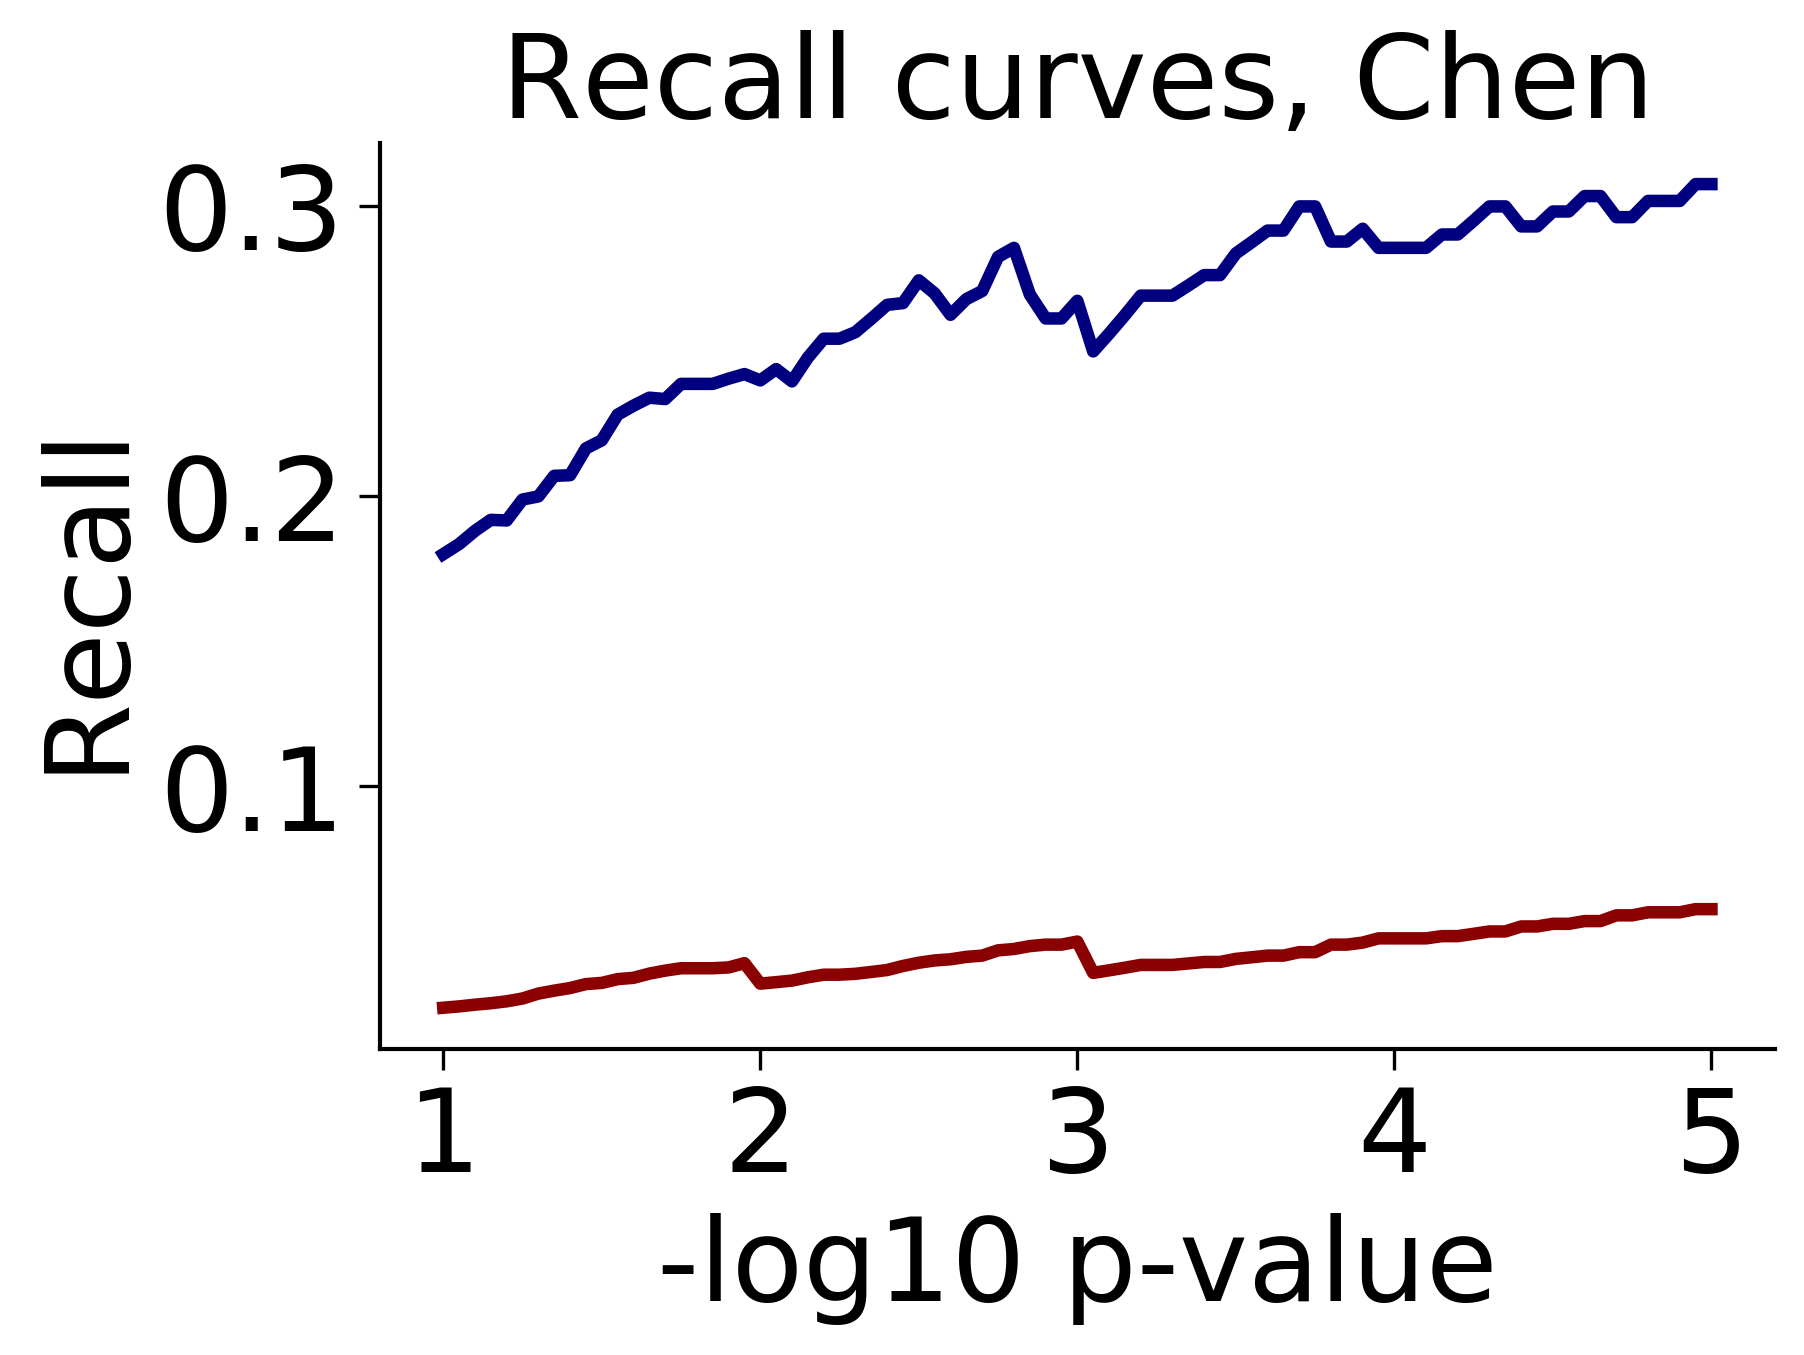 Recall curves, Chen
0.3
0.2
0.1
Recall
1 2 3 4 5
-log10 p-value